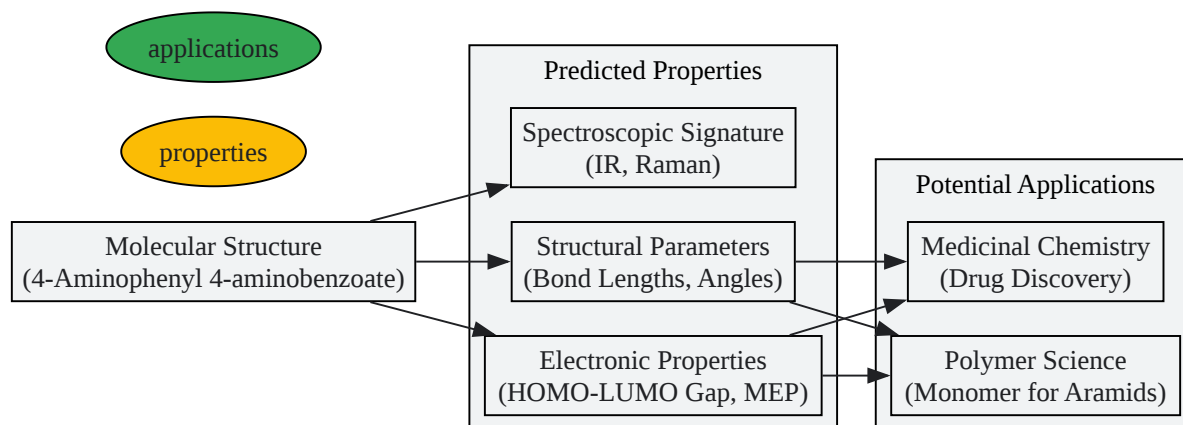 applications
properties
Molecular Structure
(4-Aminophenyl 4-aminobenzoate)
Predicted Properties
Spectroscopic Signature
(IR, Raman)
Structural Parameters
(Bond Lengths, Angles)
Electronic Properties
(HOMO-LUMO Gap, MEP)
Potential Applications
Medicinal Chemistry
(Drug Discovery)
Polymer Science
(Monomer for Aramids)